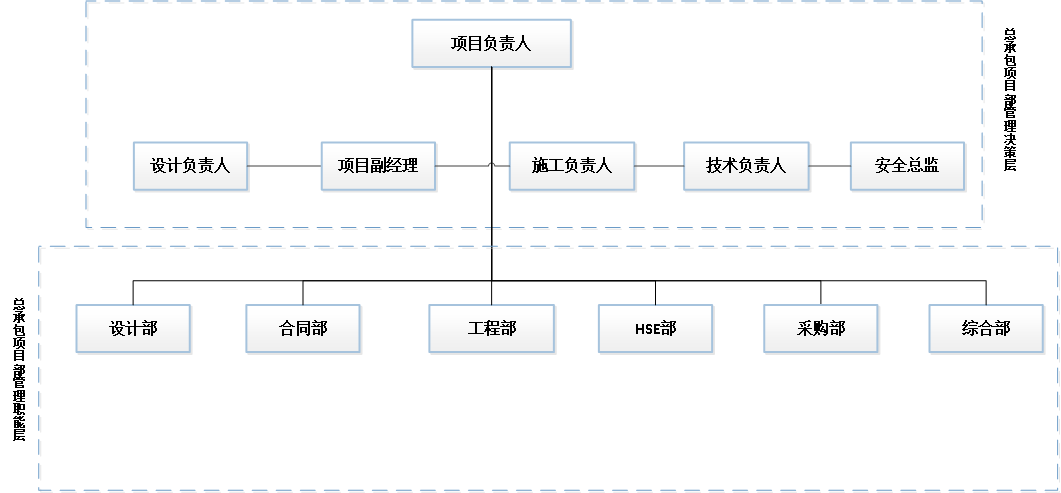 项目负责人
总承包项目部管理决策层
设计负责人
项目副经理
施工负责人
技术负责人
安全总监
总承包项目部管理职能层
设计部
合同部
工程部
HSE部
采购部
综合部